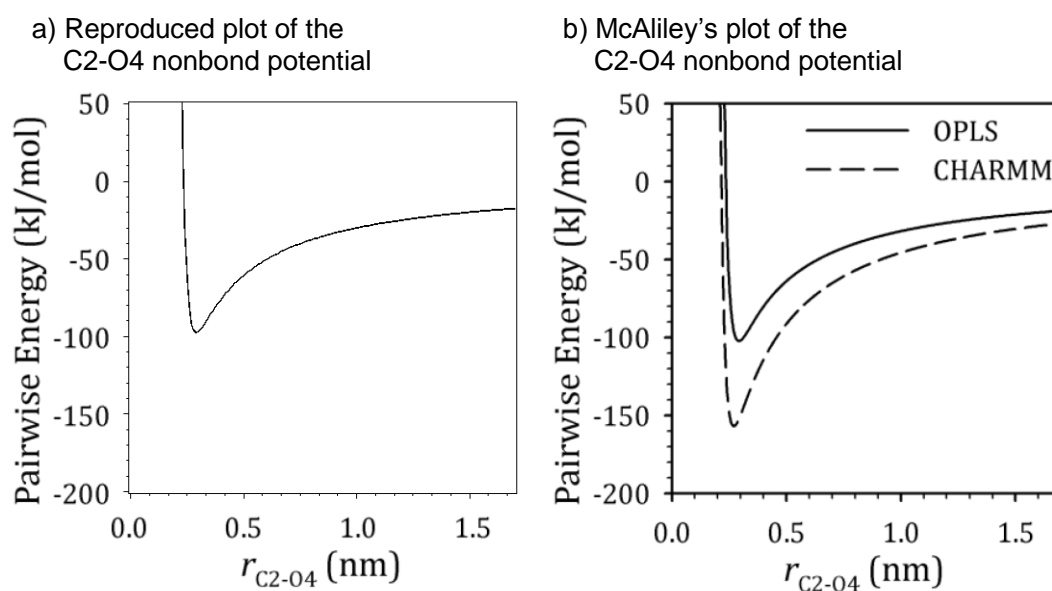 a) Reproduced plot of the
C2-O4 nonbond potential
b) McAliley's plot of the
C2-O4 nonbond potential
Pairwise Energy (kJ/mol)
50
0
-50
-100
-150
-200
0.0 0.5 1.0 1.5
rC2-O4 (nm)
Pairwise Energy (kJ/mol)
50
0
-50
-100
-150
-200
OPLS
CHARMM
0.0 0.5 1.0 1.5
rC2-O4 (nm)